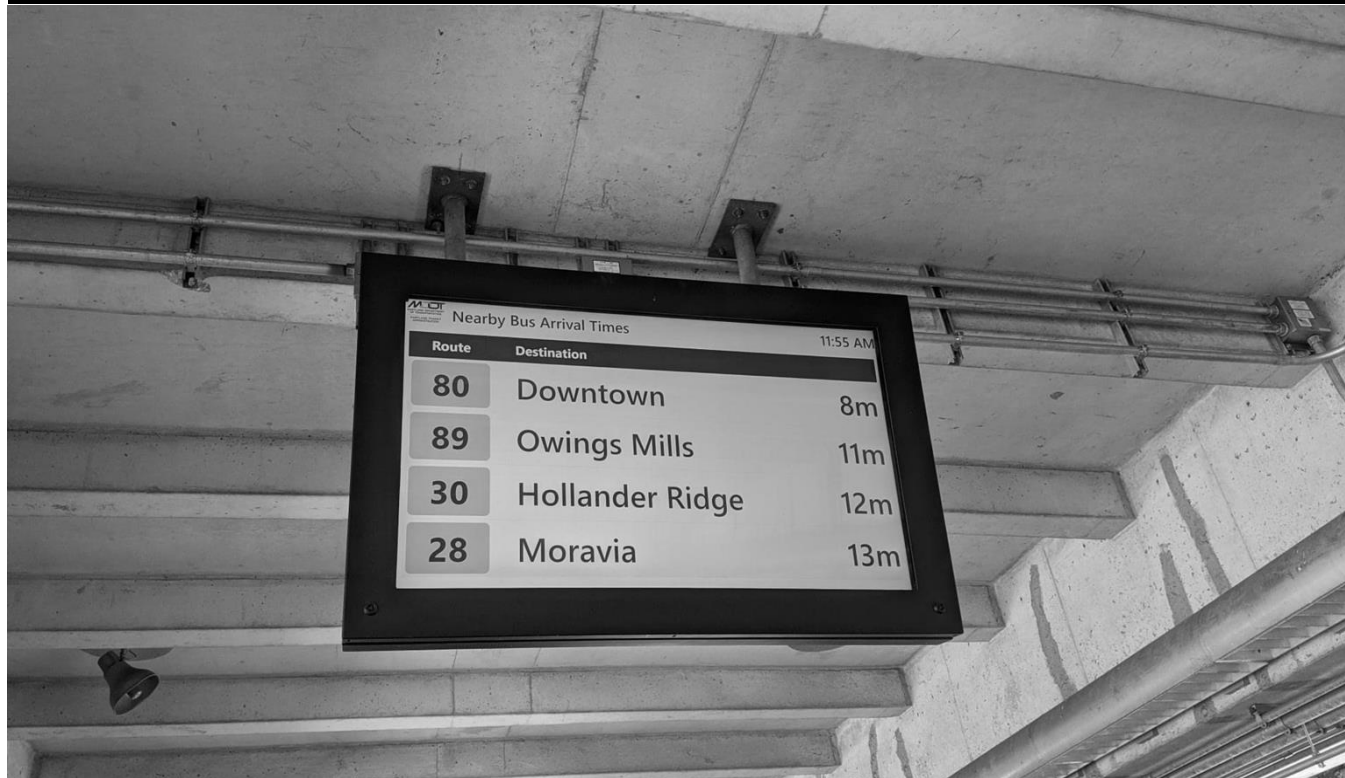 MDOT
Nearby Bus Arrival Times 11:55 AM
Route Destination
80 Downtown 8m
89 Owings Mills 11m
30 Hollander Ridge 12m
28 Moravia 13m